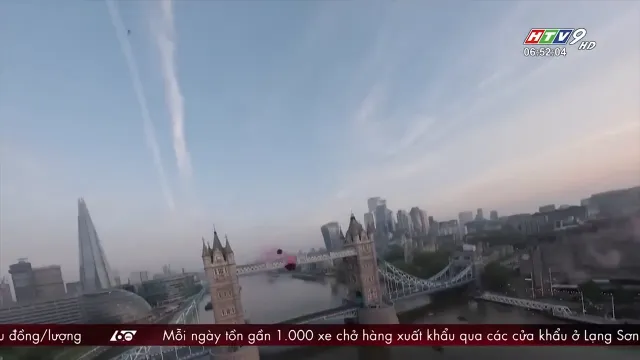 HTV9 HD
06:52:04
u đồng/lượng
Mỗi ngày tồn gần 1.000 xe chở hàng xuất khẩu qua các cửa khẩu ở Lạng Sơn